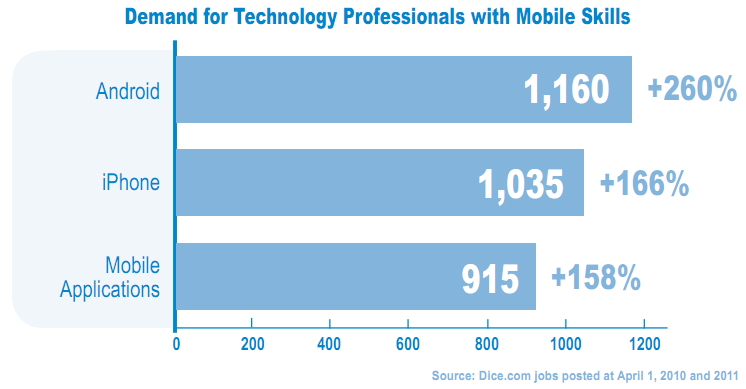 Demand for Technology Professionals with Mobile Skills
Android 1,160 +260%
iPhone 1,035 +166%
Mobile
Applications 915 +158%
0 200 400 600 800 1000 1200
Source: Dice.com jobs posted at April 1, 2010 and 2011